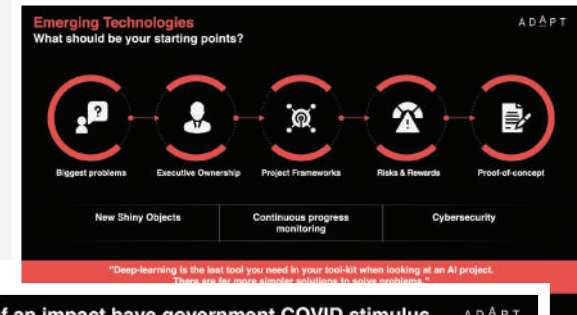 Emerging Technologies
ADAPT
What should be your starting points?
?
Biggest problems
Executive Ownership
Project Frameworks
Risks & Rewards
Proof-of-concept
New Shiny Objects
Continuous progress
monitoring
Cybersecurity
"Deep-learning is the last tool you need in your tool-kit when looking at an AI project.
There are far more simpler solutions to solve problems."
f an impact have government COVID stimulus
ADAPT